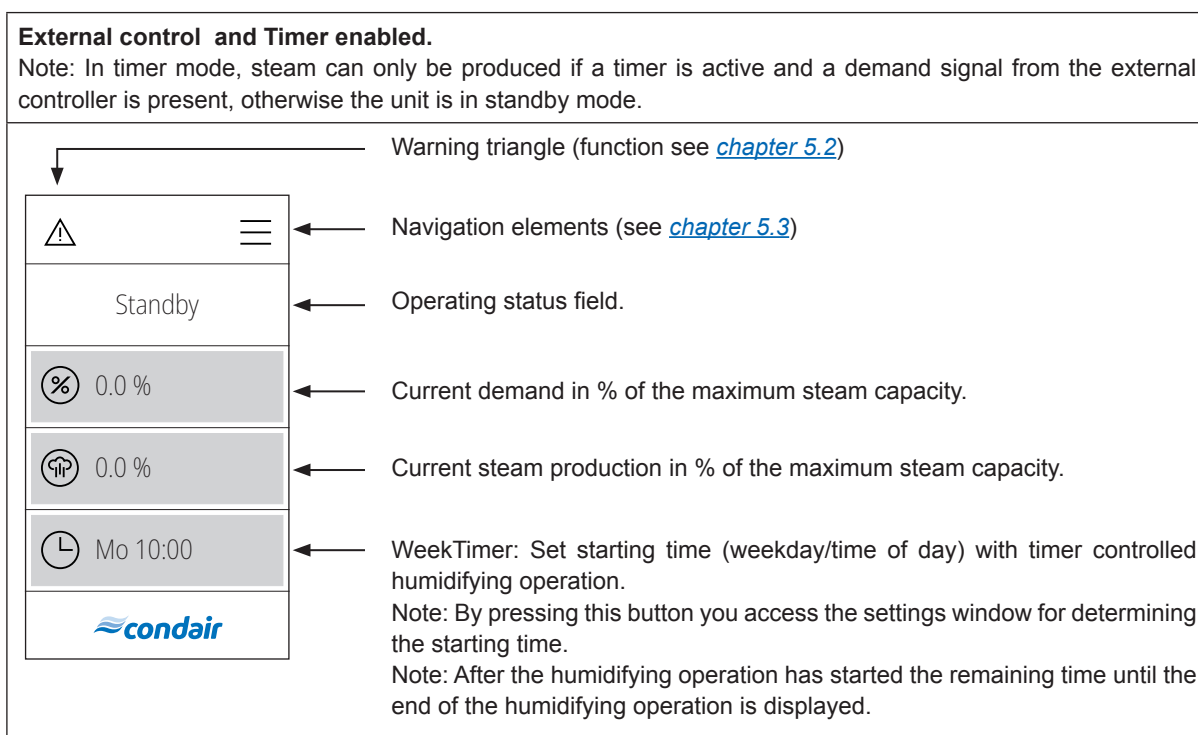 External control  and Timer enabled.
Note: In timer mode, steam can only be produced if a timer is active and a demand signal from the external
controller is present, otherwise the unit is in standby mode.
Warning triangle (function see chapter 5.2)
Navigation elements (see chapter 5.3)
Standby
Operating status field.
0.0 %
Current demand in % of the maximum steam capacity.
0.0 %
Current steam production in % of the maximum steam capacity.
Mo 10:00
WeekTimer: Set starting time (weekday/time of day) with timer controlled
humidifying operation.
Note: By pressing this button you access the settings window for determining
the starting time.
Note: After the humidifying operation has started the remaining time until the
end of the humidifying operation is displayed.
condair